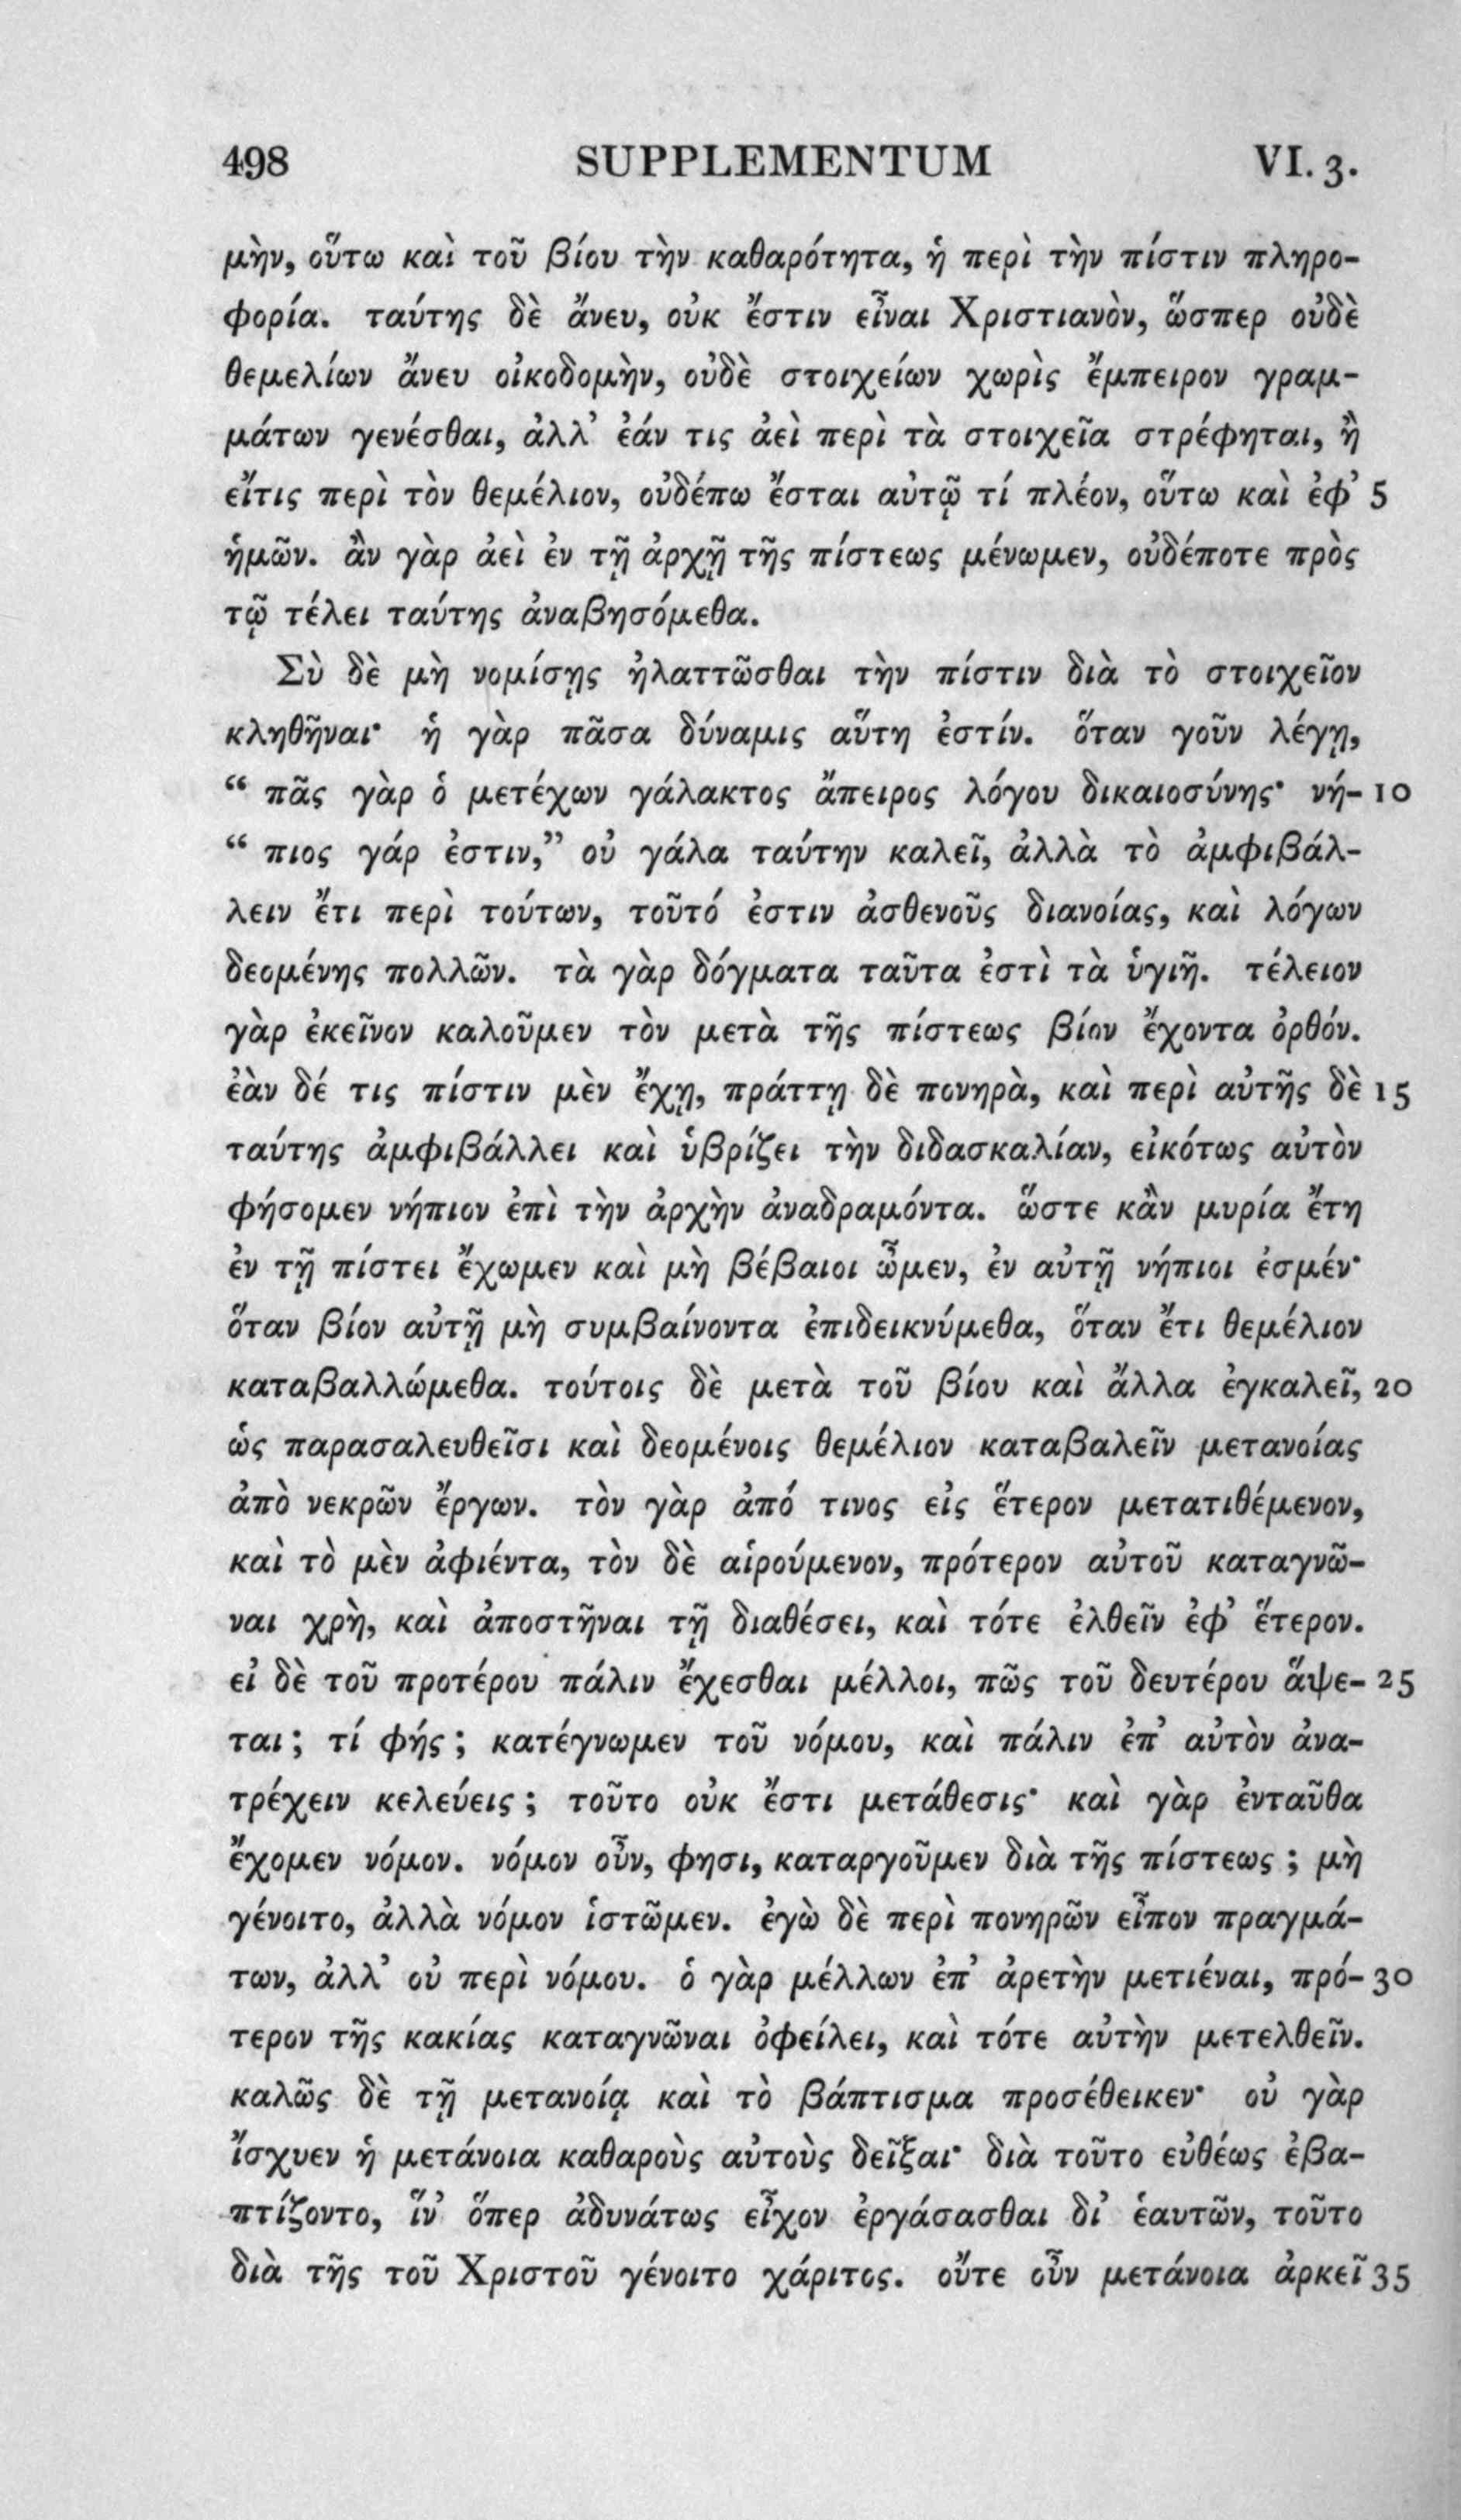 498 SUPPLEMENTUM VI. 3.
μὴν, οὕτω καὶ τοῦ βίου τὴν καθαρότητα, ἡ περὶ τὴν πίστιν πληρο-
φορία. ταύτης δὲ ἄνευ, οὐκ ἔστιν εἶναι Χριστιανὸν, ὥσπερ οὐδὲ
θεμελίων ἄνευ οἰκοδομὴν, οὐδὲ στοιχείων χωρὶς ἔμπειρον γραμ-
μάτων γενέσθαι, ἀλλ’ ἐάν τις ἀεὶ περὶ τὰ στοιχεῖα στρέφηται, ἢ
εἴτις περὶ τὸν θεμέλιον, οὐδέπω ἔσται αὐτῷ τί πλέον, οὕτω καὶ ἐφ’ 5
ἡμῶν. ἂν γὰρ ἀεὶ ἐν τῇ ἀρχῇ τῆς πίστεως μένωμεν, οὐδέποτε πρὸς
τῷ τέλει ταύτης ἀναβησόμεθα.
Σὺ δὲ μὴ νομίσῃς ἠλαττῶσθαι τὴν πίστιν διὰ τὸ στοιχεῖον
κληθῆναι· ἡ γὰρ πᾶσα δύναμις αὕτη ἐστίν. ὅταν γοῦν λέγῃ,
“ πᾶς γὰρ ὁ μετέχων γάλακτος ἄπειρος λόγου δικαιοσύνης· νή- 10
“ πιος γάρ ἐστιν,” οὐ γάλα ταύτην καλεῖ, ἀλλὰ τὸ ἀμφιβάλ-
λειν ἔτι περὶ τούτων, τοῦτό ἐστιν ἀσθενοῦς διανοίας, καὶ λόγων
δεομένης πολλῶν. τὰ γὰρ δόγματα ταῦτα ἐστὶ τὰ ὑγιῆ. τέλειον
γὰρ ἐκεῖνον καλοῦμεν τὸν μετὰ τῆς πίστεως βίον ἔχοντα ὀρθόν.
ἐὰν δέ τις πίστιν μὲν ἔχῃ, πράττῃ δὲ πονηρὰ, καὶ περὶ αὐτῆς δὲ 15
ταύτης ἀμφιβάλλει καὶ ὑβρίζει τὴν διδασκαλίαν, εἰκότως αὐτὸν
φήσομεν νήπιον ἐπὶ τὴν ἀρχὴν ἀναδραμόντα. ὥστε κἂν μυρία ἔτη
ἐν τῇ πίστει ἔχωμεν καὶ μὴ βέβαιοι ὦμεν, ἐν αὐτῇ νήπιοι ἐσμέν·
ὅταν βίον αὐτῇ μὴ συμβαίνοντα ἐπιδεικνύμεθα, ὅταν ἔτι θεμέλιον
καταβαλλώμεθα. τούτοις δὲ μετὰ τοῦ βίου καὶ ἄλλα ἐγκαλεῖ, 20
ὡς παρασαλευθεῖσι καὶ δεομένοις θεμέλιον καταβαλεῖν μετανοίας
ἀπὸ νεκρῶν ἔργων. τὸν γὰρ ἀπό τινος εἰς ἕτερον μετατιθέμενον,
καὶ τὸ μὲν ἀφιέντα, τὸν δὲ αἱρούμενον, πρότερον αὐτοῦ καταγνῶ-
ναι χρὴ, καὶ ἀποστῆναι τῇ διαθέσει, καὶ τότε ἐλθεῖν ἐφ’ ἕτερον.
εἰ δὲ τοῦ προτέρου πάλιν ἔχεσθαι μέλλοι, πῶς τοῦ δευτέρου ἅψε- 25
ται; τί φής; κατέγνωμεν τοῦ νόμου, καὶ πάλιν ἐπ’ αὐτὸν ἀνα-
τρέχειν κελεύεις; τοῦτο οὐκ ἔστι μετάθεσις· καὶ γὰρ ἐνταῦθα
ἔχομεν νόμον. νόμον οὖν, φησι, καταργοῦμεν διὰ τῆς πίστεως; μὴ
γένοιτο, ἀλλὰ νόμον ἱστῶμεν. ἐγὼ δὲ περὶ πονηρῶν εἶπον πραγμά-
των, ἀλλ’ οὐ περὶ νόμου. ὁ γὰρ μέλλων ἐπ’ ἀρετὴν μετιέναι, πρό- 30
τερον τῆς κακίας καταγνῶναι ὀφείλει, καὶ τότε αὐτὴν μετελθεῖν.
καλῶς δὲ τῇ μετανοίᾳ καὶ τὸ βάπτισμα προσέθεικεν· οὐ γὰρ
ἴσχυεν ἡ μετάνοια καθαροὺς αὐτοὺς δεῖξαι· διὰ τοῦτο εὐθέως ἐβα-
πτίζοντο, ἵν’ ὅπερ ἀδυνάτως εἶχον ἐργάσασθαι δι’ ἑαυτῶν, τοῦτο
διὰ τῆς τοῦ Χριστοῦ γένοιτο χάριτος. οὔτε οὖν μετάνοια ἀρκεῖ 35